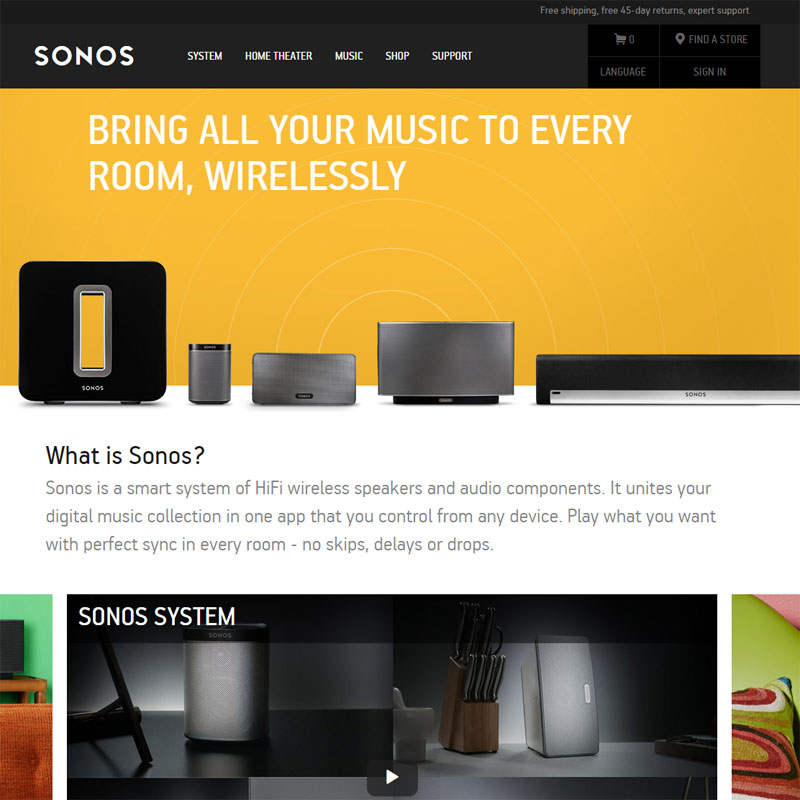 Free shipping, free 45-day returns, expert support
SONOS
SYSTEM HOME THEATER MUSIC SHOP SUPPORT
0 FIND A STORE
LANGUAGE SIGN IN
BRING ALL YOUR MUSIC TO EVERY
ROOM, WIRELESSLY
SONOS
SONOS
SONOS
SONOS
SONOS
What is Sonos?
Sonos is a smart system of HiFi wireless speakers and audio components. It unites your
digital music collection in one app that you control from any device. Play what you want
with perfect sync in every room - no skips, delays or drops.
SONOS SYSTEM
SONOS